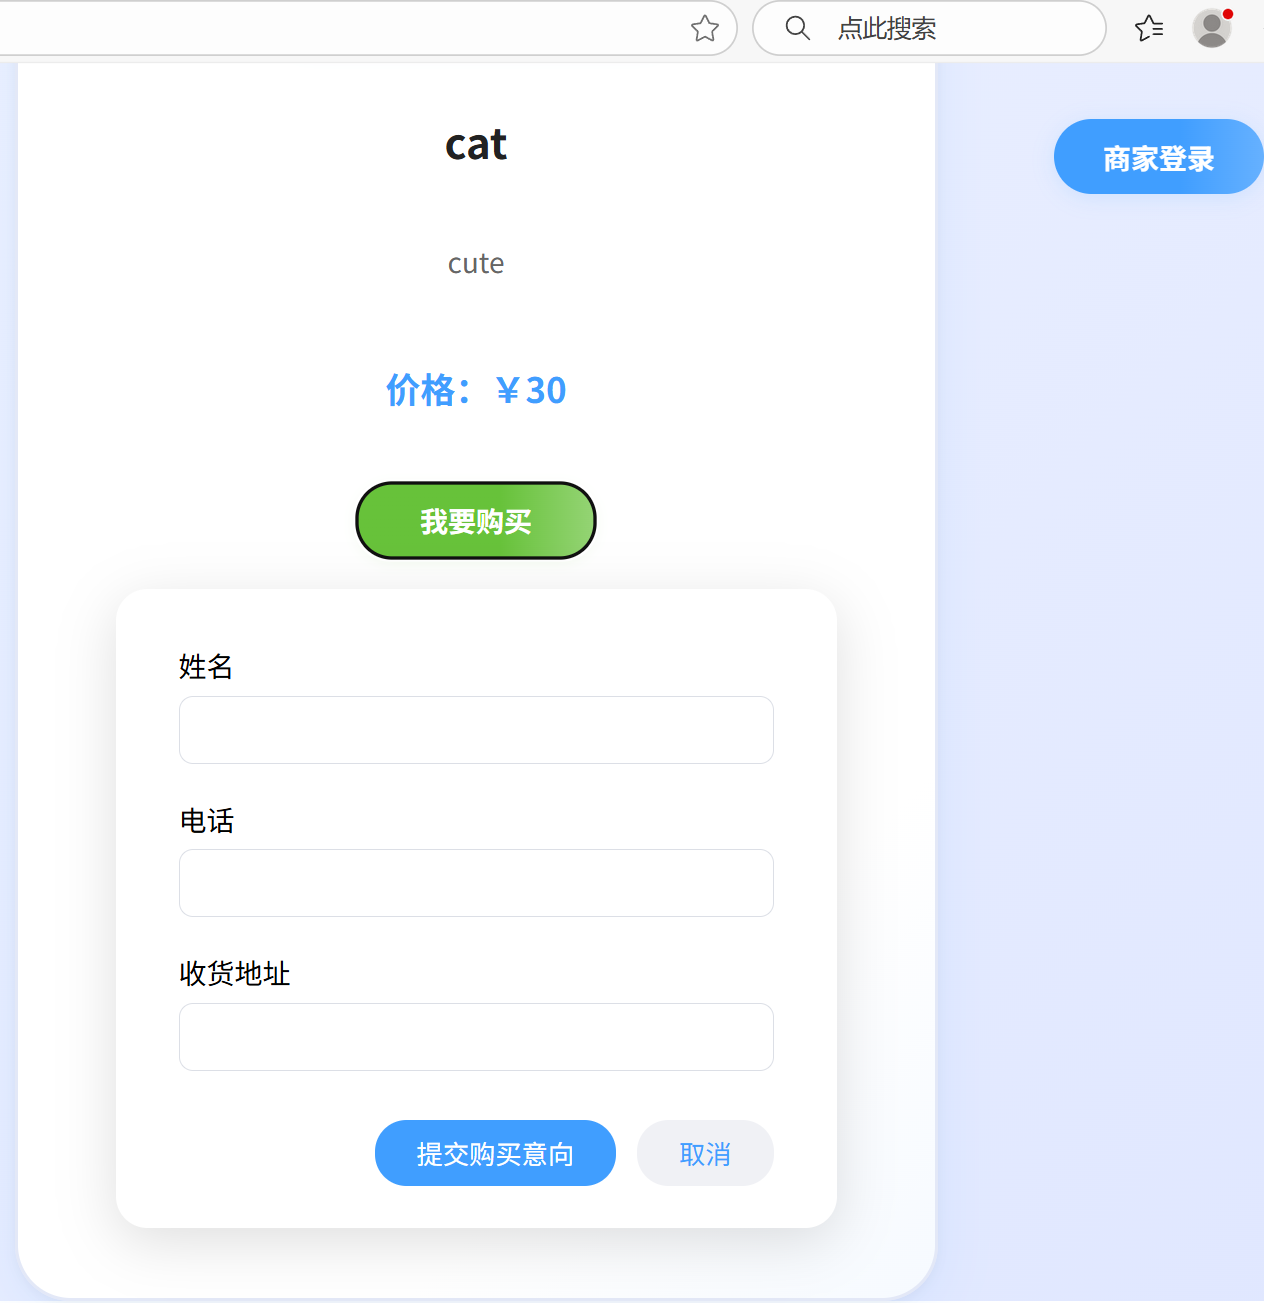 点此搜索
商家登录
cat
cute
价格：￥30
我要购买
姓名
电话
收货地址
提交购买意向
取消